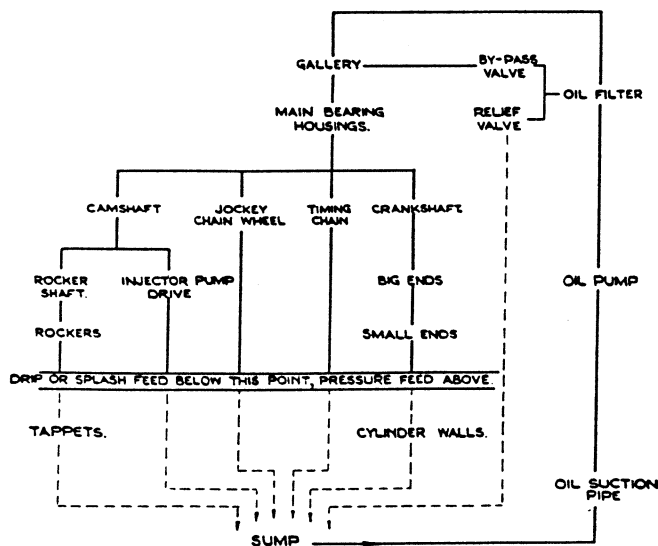 GALLERY
BY-PASS
VALVE
OIL FILTER
MAIN BEARING
HOUSINGS.
RELIEF
VALVE
CAMSHAFT
JOCKEY
CHAIN WHEEL
TIMING
CHAIN
CRANKSHAFT.
ROCKER
SHAFT.
INJECTOR PUMP
DRIVE
BIG ENDS
OIL PUMP
ROCKERS
SMALL ENDS
DRIP OR SPLASH FEED BELOW THIS POINT, PRESSURE FEED ABOVE.
TAPPETS.
CYLINDER WALLS.
OIL SUCTION
PIPE
SUMP